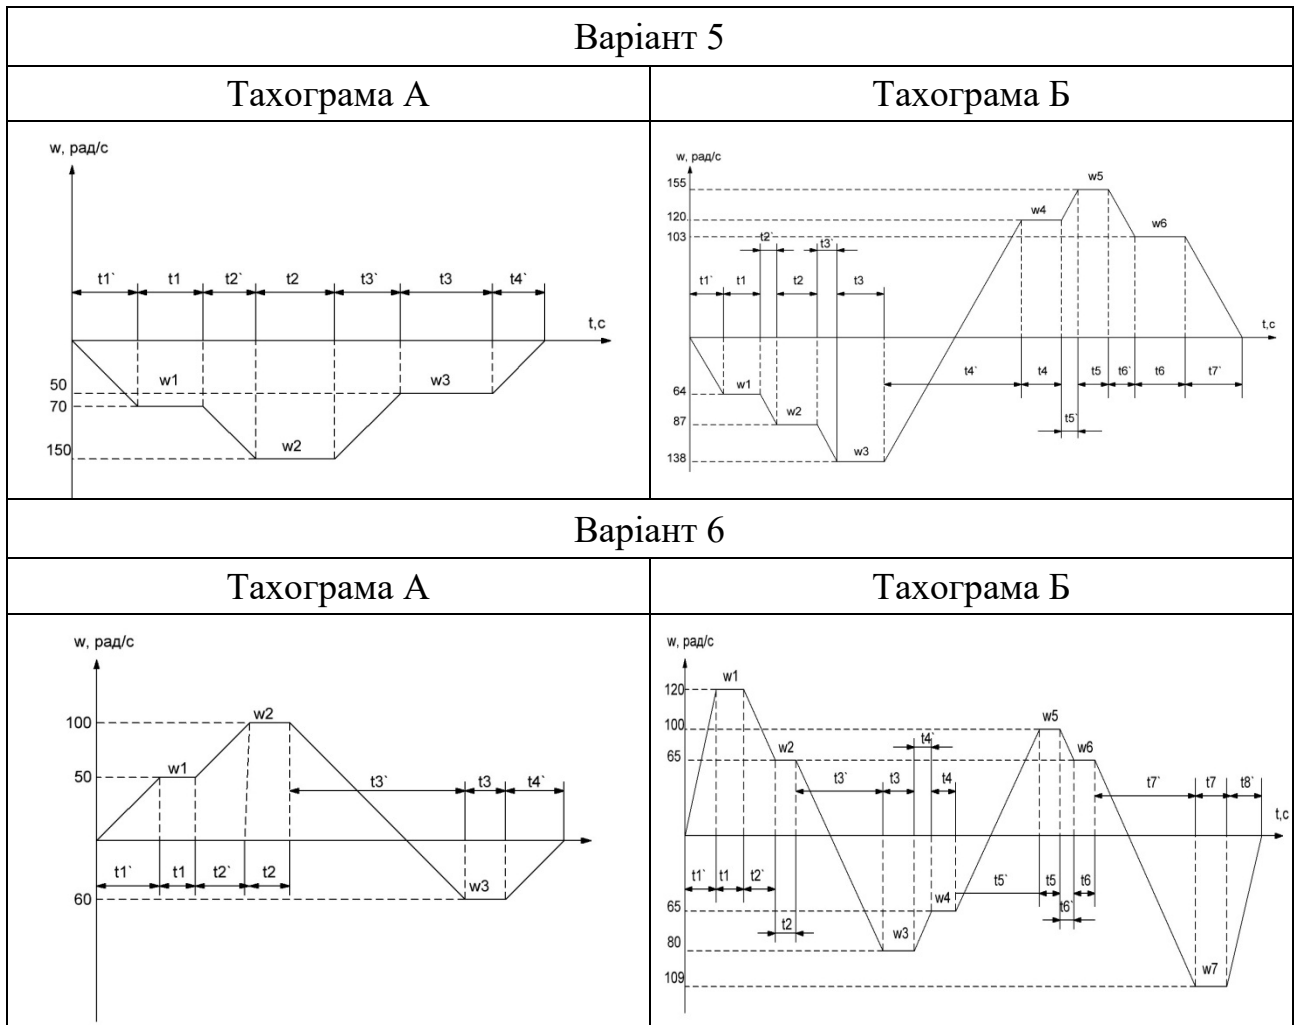 Варіант 5
Тахограма А
Тахограма Б
w, рад/с
t1` t1 t2` t2 t3` t3 t4`
t,с
50
w1
w3
70
w2
150
w, рад/с
155
w5
120
w4
103
w6
t2`
t3`
t1` t1 t2 t3
t,с
t4` t4 t5 t6` t6 t7`
64
w1
87
w2
t5`
138
w3
Варіант 6
Тахограма А
Тахограма Б
w, рад/с
100
w2
50
w1
t3` t3 t4`
t1` t1 t2` t2
60
w3
w, рад/с
120
w1
100
w5
65
w2
w6
t4`
t3` t3 t4
t7` t7 t8`
t,с
t1` t1 t2`
t5` t5 t6
65
w4
t6`
t2
80
w3
109
w7